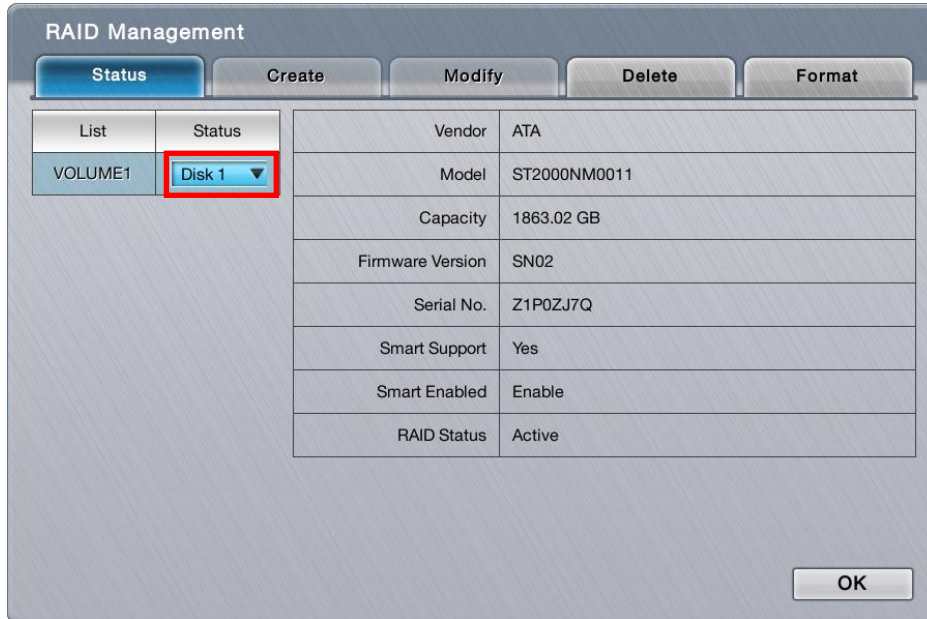 RAID Management
Status Create Modify Delete Format
List Status
VOLUME1 Disk 1
Vendor ATA
Model ST2000NM0011
Capacity 1863.02 GB
Firmware Version SN02
Serial No. Z1P0ZJ7Q
Smart Support Yes
Smart Enabled Enable
RAID Status Active
OK